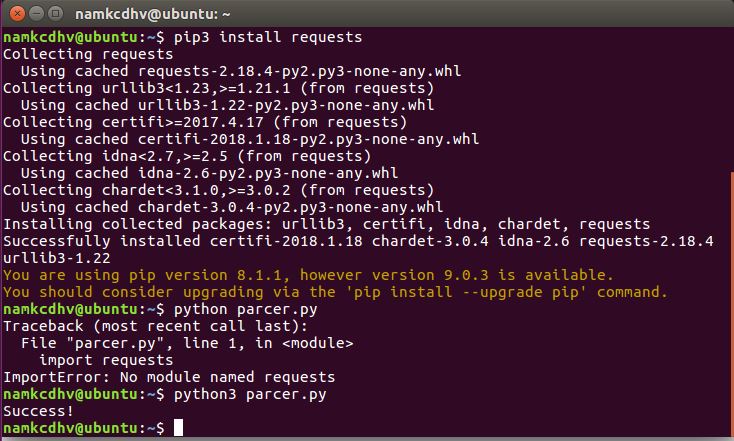 namkcdhv@ubuntu: ~
namkcdhv@ubuntu:~$ pip3 install requests
Collecting requests
  Using cached requests-2.18.4-py2.py3-none-any.whl
Collecting urllib3<1.23,>=1.21.1 (from requests)
  Using cached urllib3-1.22-py2.py3-none-any.whl
Collecting certifi>=2017.4.17 (from requests)
  Using cached certifi-2018.1.18-py2.py3-none-any.whl
Collecting idna<2.7,>=2.5 (from requests)
  Using cached idna-2.6-py2.py3-none-any.whl
Collecting chardet<3.1.0,>=3.0.2 (from requests)
  Using cached chardet-3.0.4-py2.py3-none-any.whl
Installing collected packages: urllib3, certifi, idna, chardet, requests
Successfully installed certifi-2018.1.18 chardet-3.0.4 idna-2.6 requests-2.18.4
urllib3-1.22
You are using pip version 8.1.1, however version 9.0.3 is available.
You should consider upgrading via the 'pip install --upgrade pip' command.
namkcdhv@ubuntu:~$ python parcer.py
Traceback (most recent call last):
  File "parcer.py", line 1, in <module>
    import requests
ImportError: No module named requests
namkcdhv@ubuntu:~$ python3 parcer.py
Success!
namkcdhv@ubuntu:~$